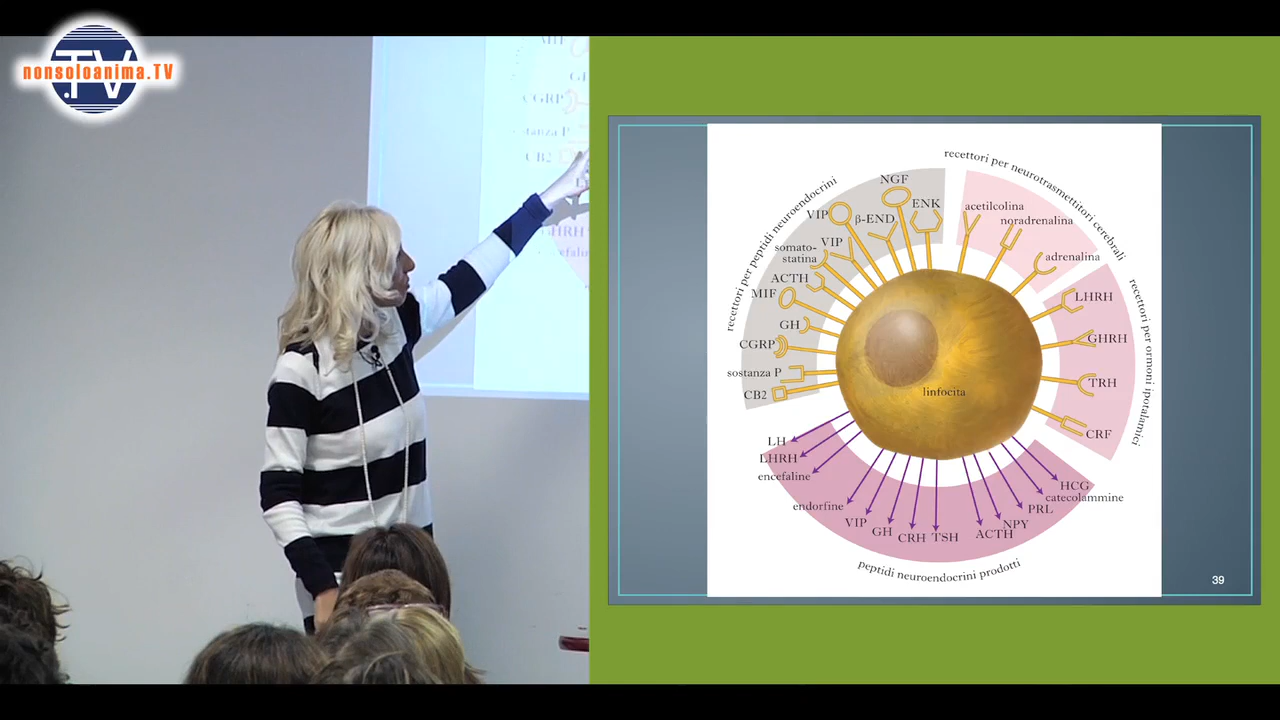 .TV
nonsoloanima.TV
CGRP
stanza P
CB2
recettori per peptidi neuroendocrini
recettori per neurotrasmettitori cerebrali
recettori per ormoni ipotalamici
NGF
ENK
VIP
β-END
VIP
somato-
statina
ACTH
MIF
GH
CGRP
sostanza P
CB2
acetilcolina
noradrenalina
adrenalina
LHRH
GHRH
TRH
CRF
linfocita
LH
LHRH
encefaline
endorfine
VIP
GH
CRH
TSH
ACTH
NPY
PRL
catecolammine
HCG
peptidi neuroendocrini prodotti
39